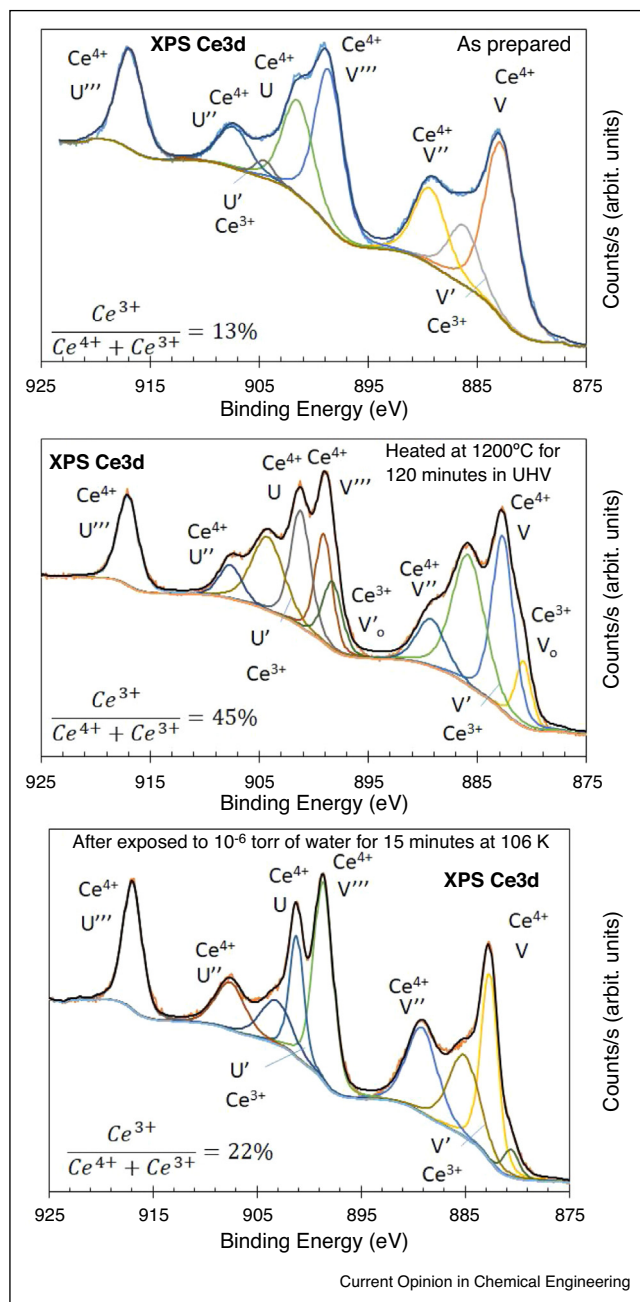 XPS Ce3d
As prepared
Ce4+
U'''
Ce4+
U''
Ce4+
U
Ce4+
V'''
Ce4+
V''
Ce4+
V
U'
Ce3+
V'
Ce3+
Ce3+
Ce4+ + Ce3+ = 13%
925 915 905 895 885 875
Binding Energy (eV)
Counts/s (arbit. units)
XPS Ce3d
Heated at 1200ºC for
120 minutes in UHV
Ce4+
U'''
Ce4+
U''
Ce4+
U
Ce4+
V'''
Ce3+
V'o
Ce4+
V''
Ce4+
V
Ce3+
Vo
U'
Ce3+
V'
Ce3+
Ce3+
Ce4+ + Ce3+ = 45%
925 915 905 895 885 875
Binding Energy (eV)
Counts/s (arbit. units)
After exposed to 10-6 torr of water for 15 minutes at 106 K
XPS Ce3d
Ce4+
U'''
Ce4+
U''
Ce4+
U
Ce4+
V'''
Ce4+
V''
Ce4+
V
U'
Ce3+
V'
Ce3+
Ce3+
Ce4+ + Ce3+ = 22%
925 915 905 899 885 875
Binding Energy (eV)
Counts/s (arbit. units)
Current Opinion in Chemical Engineering